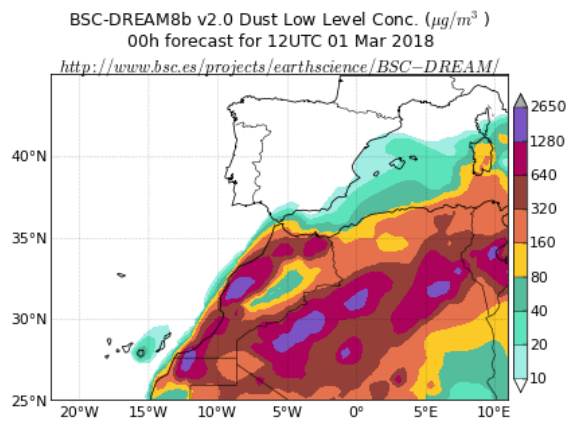 BSC-DREAM8b v2.0 Dust Low Level Conc. (μg/m³ )
00h forecast for 12UTC 01 Mar 2018
http://www.bsc.es/projects/earthscience/BSC−DREAM/
2650
1280
640
320
160
80
40
20
10
40°N
35°N
30°N
25°N
20°W
15°W
10°W
5°W
0°
5°E
10°E